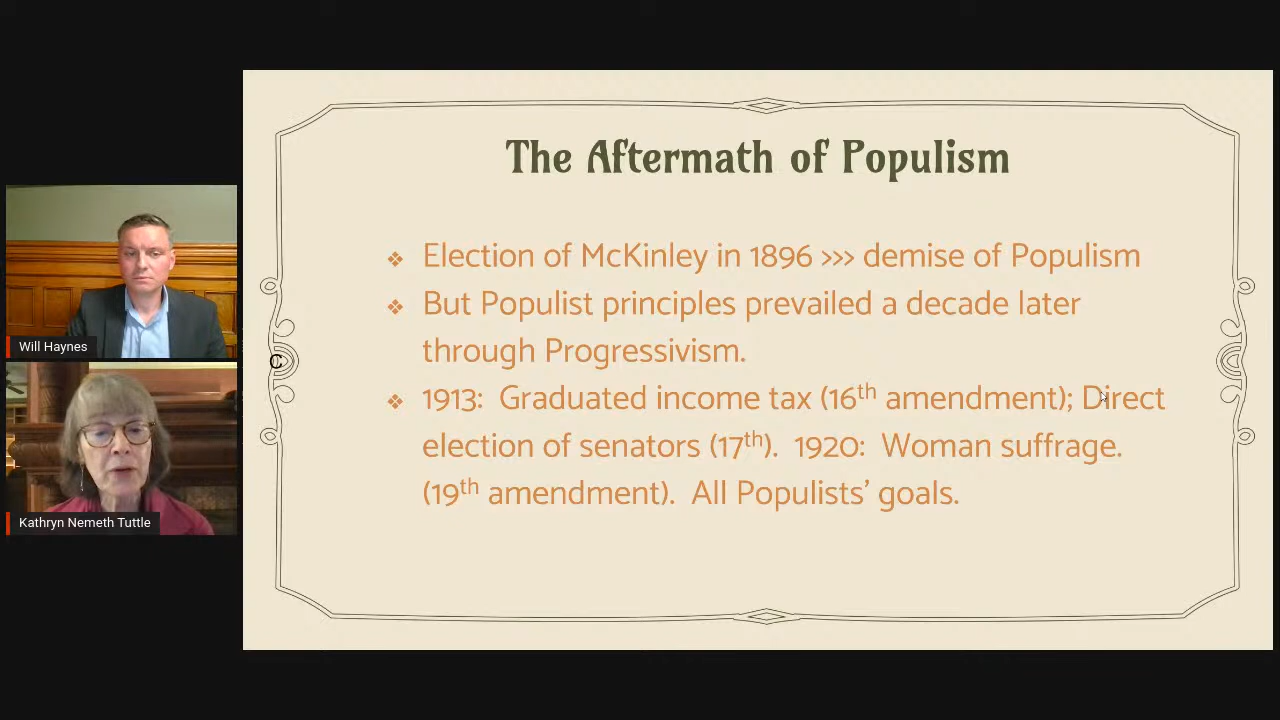 The Aftermath of Populism
❖ Election of McKinley in 1896 >>> demise of Populism
❖ But Populist principles prevailed a decade later
through Progressivism.
❖ 1913: Graduated income tax (16th amendment); Direct
election of senators (17th). 1920: Woman suffrage.
(19th amendment). All Populists’ goals.
Will Haynes
C
Kathryn Nemeth Tuttle